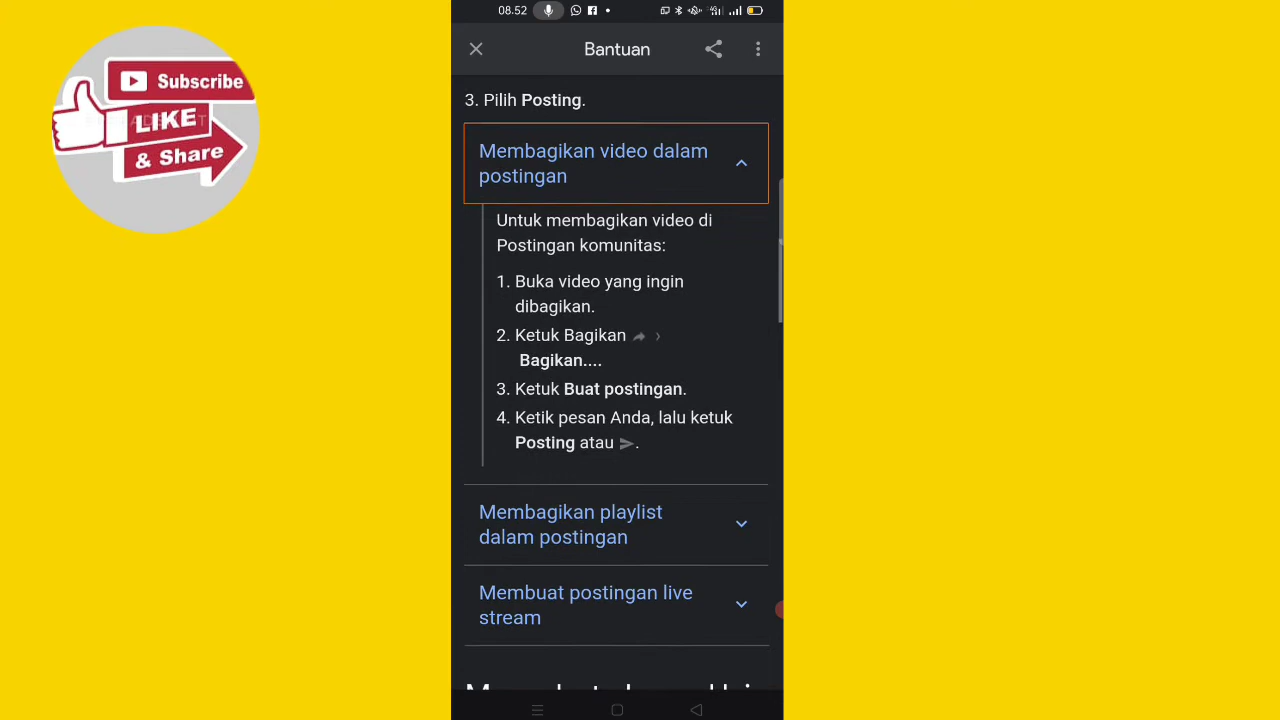 Subscribe
LIKE
& Share
08.52
Bantuan
3. Pilih Posting.
Membagikan video dalam
postingan
Untuk membagikan video di
Postingan komunitas:
1. Buka video yang ingin
dibagikan.
2. Ketuk Bagikan
Bagikan....
3. Ketuk Buat postingan.
4. Ketik pesan Anda, lalu ketuk
Posting atau .
Membagikan playlist
dalam postingan
Membuat postingan live
stream